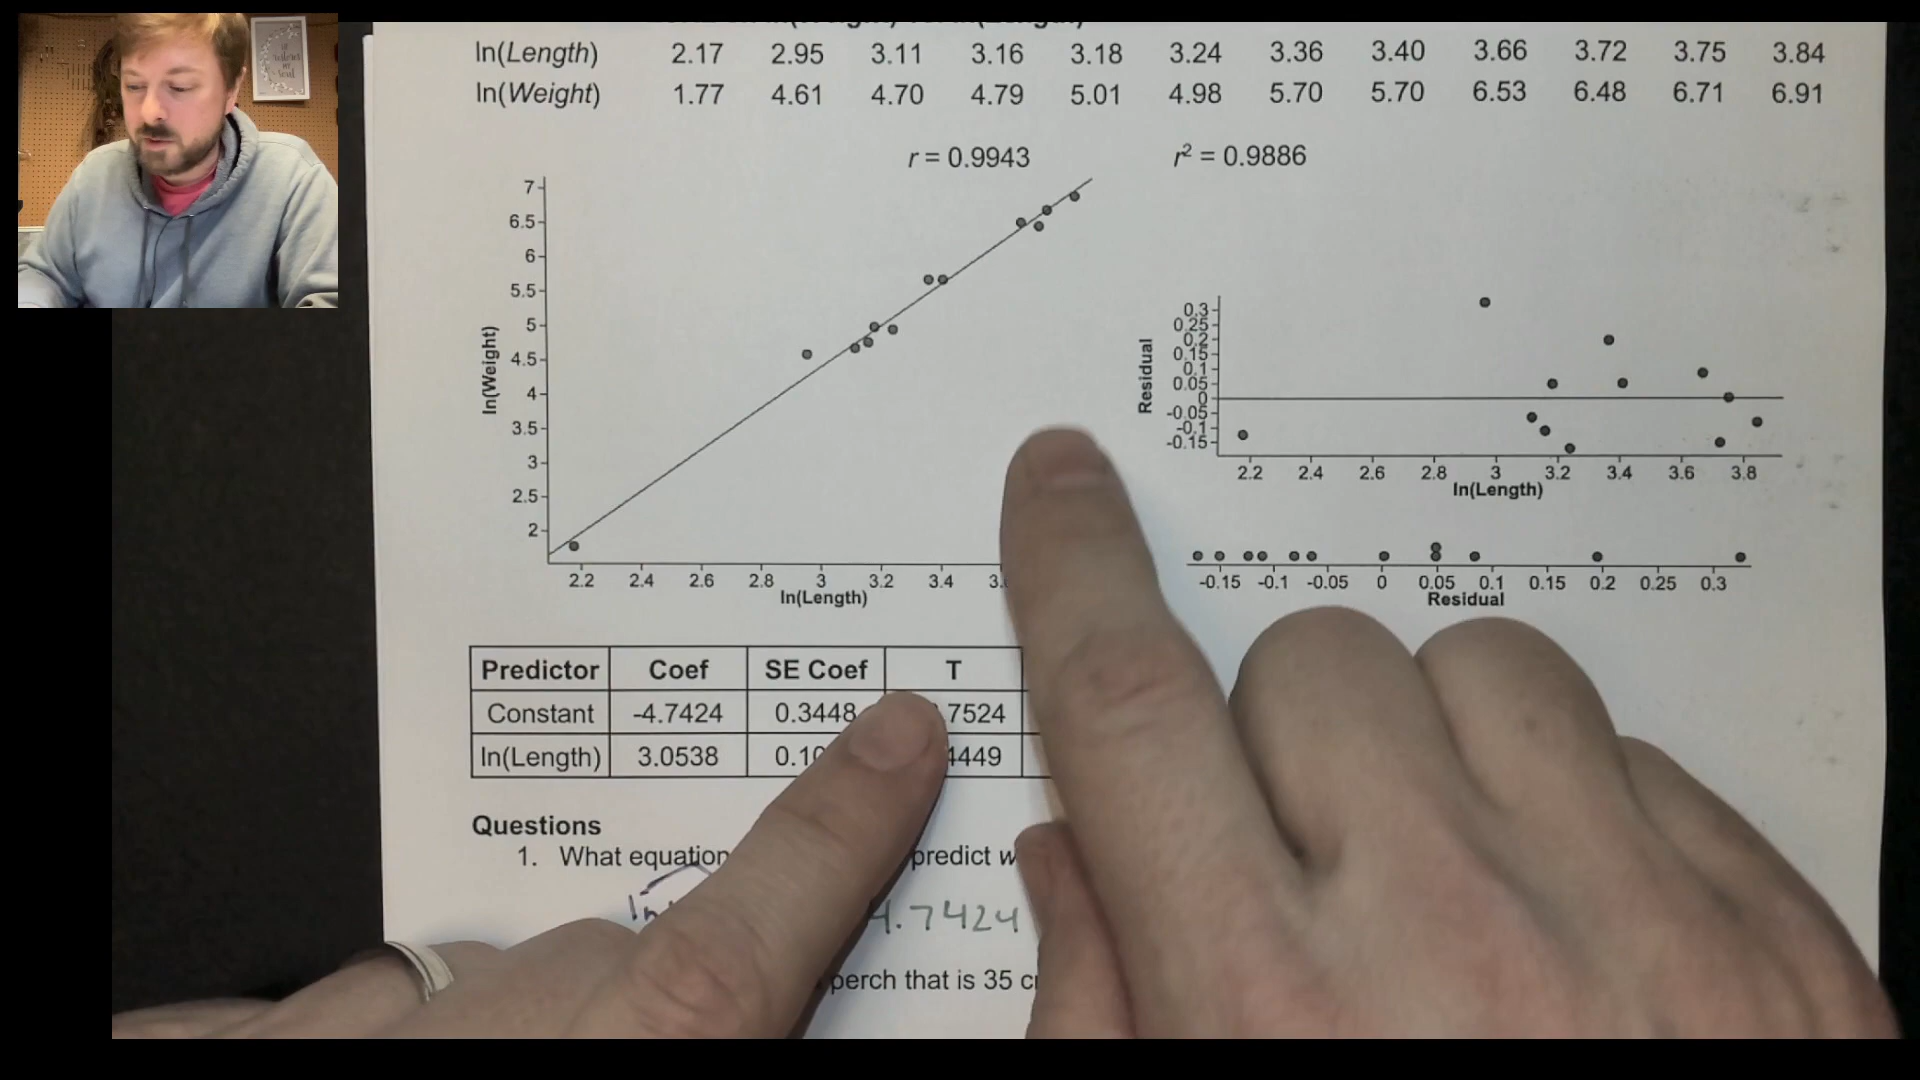 ln(Length) 2.17 2.95 3.11 3.16 3.18 3.24 3.36 3.40 3.66 3.72 3.75 3.84
ln(Weight) 1.77 4.61 4.70 4.79 5.01 4.98 5.70 5.70 6.53 6.48 6.71 6.91
r = 0.9943 r² = 0.9886
7
6.5
6
5.5
5
4.5
4
3.5
3
2.5
2
ln(Weight)
2.2 2.4 2.6 2.8 3 3.2 3.4
ln(Length)
0.3
0.25
0.2
0.15
0.1
0.05
0
-0.05
-0.1
-0.15
Residual
2.2 2.4 2.6 2.8 3 3.2 3.4 3.6 3.8
ln(Length)
-0.15 -0.1 -0.05 0 0.05 0.1 0.15 0.2 0.25 0.3
Residual
Predictor Coef SE Coef T
Constant -4.7424 0.3448 .7524
ln(Length) 3.0538 0.10 4449
Questions
1. What equation predict
4.7424
perch that is 35